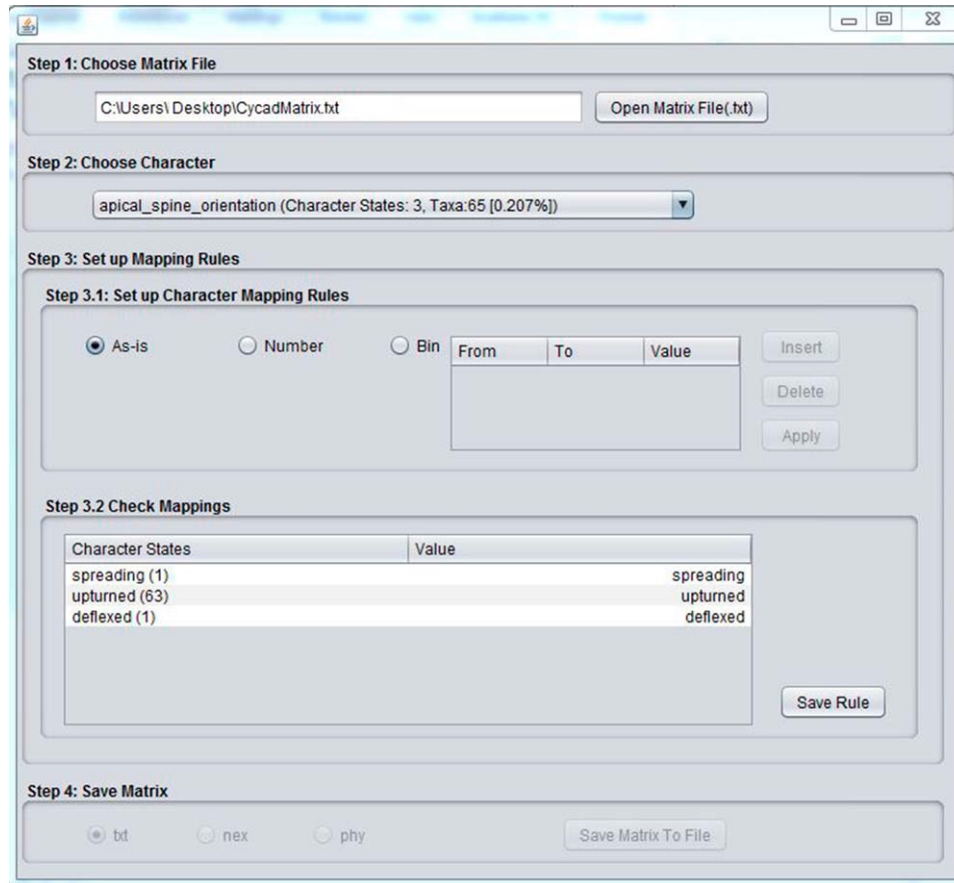 Step 1: Choose Matrix File
C:\Users\ Desktop\CycadMatrix.txt Open Matrix File(.txt)
Step 2: Choose Character
apical_spine_orientation (Character States: 3, Taxa:65 [0.207%])
Step 3: Set up Mapping Rules
Step 3.1: Set up Character Mapping Rules
As-is Number Bin From To Value Insert
Delete
Apply
Step 3.2 Check Mappings
Character States Value
spreading (1) spreading
upturned (63) upturned
deflexed (1) deflexed
Save Rule
Step 4: Save Matrix
txt nex phy Save Matrix To File